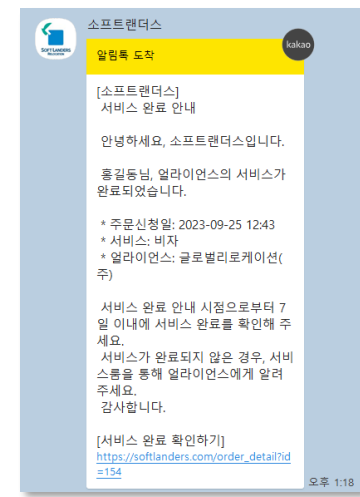 소프트랜더스
SOFT LANDERS
알림톡 도착
kakao
[소프트랜더스]
서비스 완료 안내
안녕하세요, 소프트랜더스입니다.
홍길동님, 얼라이언스의 서비스가
완료되었습니다.
* 주문신청일: 2023-09-25 12:43
* 서비스: 비자
* 얼라이언스: 글로벌리로케이션(
주)
서비스 완료 안내 시점으로부터 7
일 이내에 서비스 완료를 확인해 주
세요.
서비스가 완료되지 않은 경우, 서비
스룸을 통해 얼라이언스에게 알려
주세요.
감사합니다.
[서비스 완료 확인하기]
https://softlanders.com/order_detail?id
=154
오후 1:18